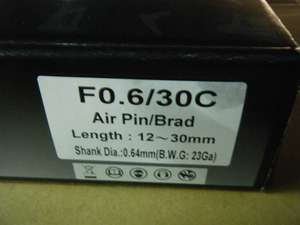 F0.6/30C
Air Pin/Brad
Length : 12～30mm
Shank Dia.:0.64mm(B.W.G: 23Ga)